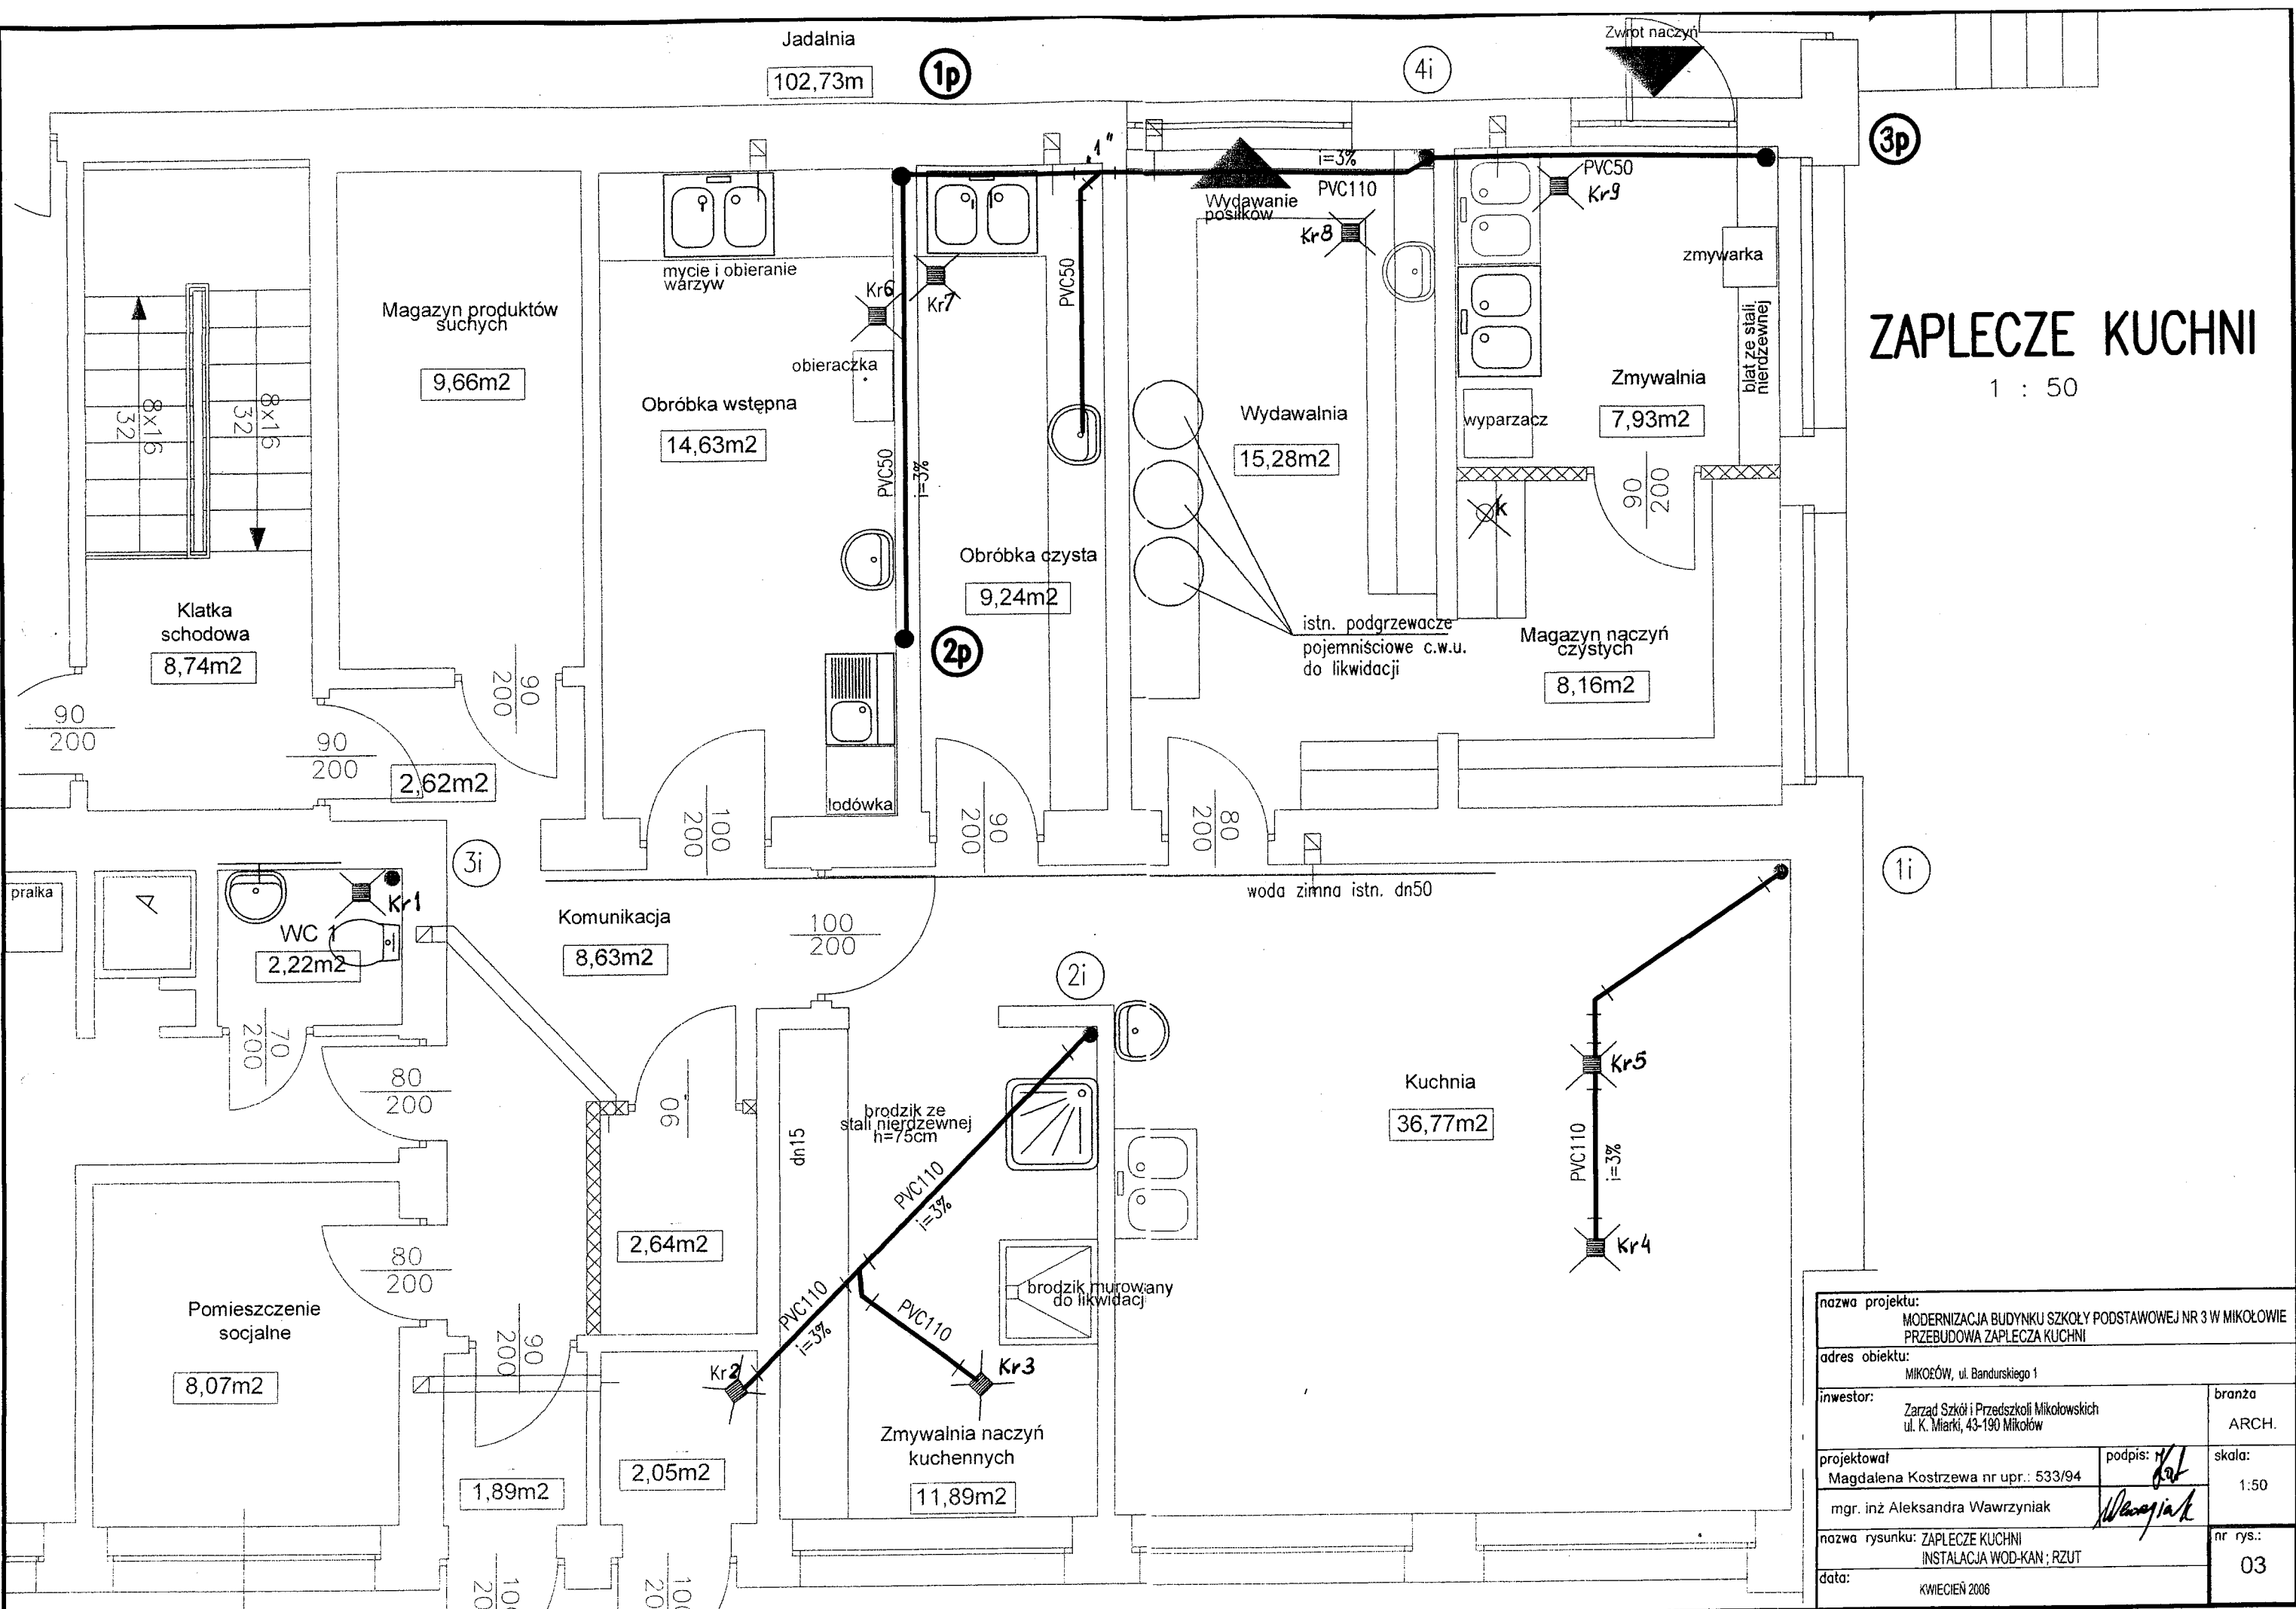 Jadalnia
102,73m
1p
4i
Zwrot naczyń
3p
1"
i=3%
PVC110
Wydawanie
posiłków
PVC50
Kr9
Kr8
zmywarka
mycie i obieranie
warzyw
Kr6
Kr7
PVC50
Magazyn produktów
suchych
9,66m2
obieraczka
Obróbka wstępna
14,63m2
PVC50
i=3%
Wydawalnia
15,28m2
wyparzacz
Zmywalnia
7,93m2
blat ze stali
nierdzewnej
ZAPLECZE KUCHNI
1 : 50
8x16
32
8x16
32
90
200
k
Obróbka czysta
9,24m2
Klatka
schodowa
8,74m2
2p
istn. podgrzewacze
pojemniściowe c.w.u.
do likwidacji
Magazyn naczyń
czystych
8,16m2
90
200
90
200
90
200
2,62m2
lodówka
100
200
90
200
80
200
3i
pralka
Kr1
WC 1
2,22m2
Komunikacja
8,63m2
100
200
woda zimna istn. dn50
1i
2i
70
200
80
200
90
dn15
brodzik ze
stali nierdzewnej
h=75cm
Kuchnia
36,77m2
Kr5
PVC110
i=3%
Kr4
PVC110
i=3%
2,64m2
80
200
brodzik murowany
do likwidacji
PVC110
i=3%
PVC110
Kr2
Kr3
Pomieszczenie
socjalne
8,07m2
90
200
1,89m2
2,05m2
Zmywalnia naczyń
kuchennych
11,89m2
100
20
100
20
nazwa projektu:
MODERNIZACJA BUDYNKU SZKOŁY PODSTAWOWEJ NR 3 W MIKOŁOWIE
PRZEBUDOWA ZAPLECZA KUCHNI
adres obiektu:
MIKOŁÓW, ul. Bandurskiego 1
inwestor:
Zarząd Szkół i Przedszkoli Mikołowskich
ul. K. Miarki, 43-190 Mikołów
branża
ARCH.
projektował
Magdalena Kostrzewa nr upr.: 533/94
podpis:
skala:
1:50
mgr. inż Aleksandra Wawrzyniak
nazwa rysunku: ZAPLECZE KUCHNI
INSTALACJA WOD-KAN ; RZUT
nr rys.:
03
data:
KWIECIEŃ 2006